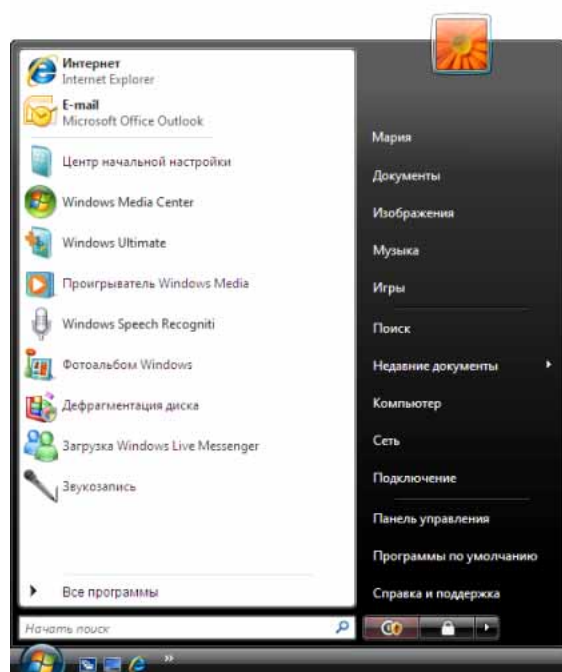 Интернет
Internet Explorer
E-mail
Microsoft Office Outlook
Центр начальной настройки
Windows Media Center
Windows Ultimate
Проигрыватель Windows Media
Windows Speech Recogniti
Фотоальбом Windows
Дефрагментация диска
Загрузка Windows Live Messenger
Звукозапись
Все программы
Начать поиск
Мария
Документы
Изображения
Музыка
Игры
Поиск
Недавние документы
Компьютер
Сеть
Подключение
Панель управления
Программы по умолчанию
Справка и поддержка